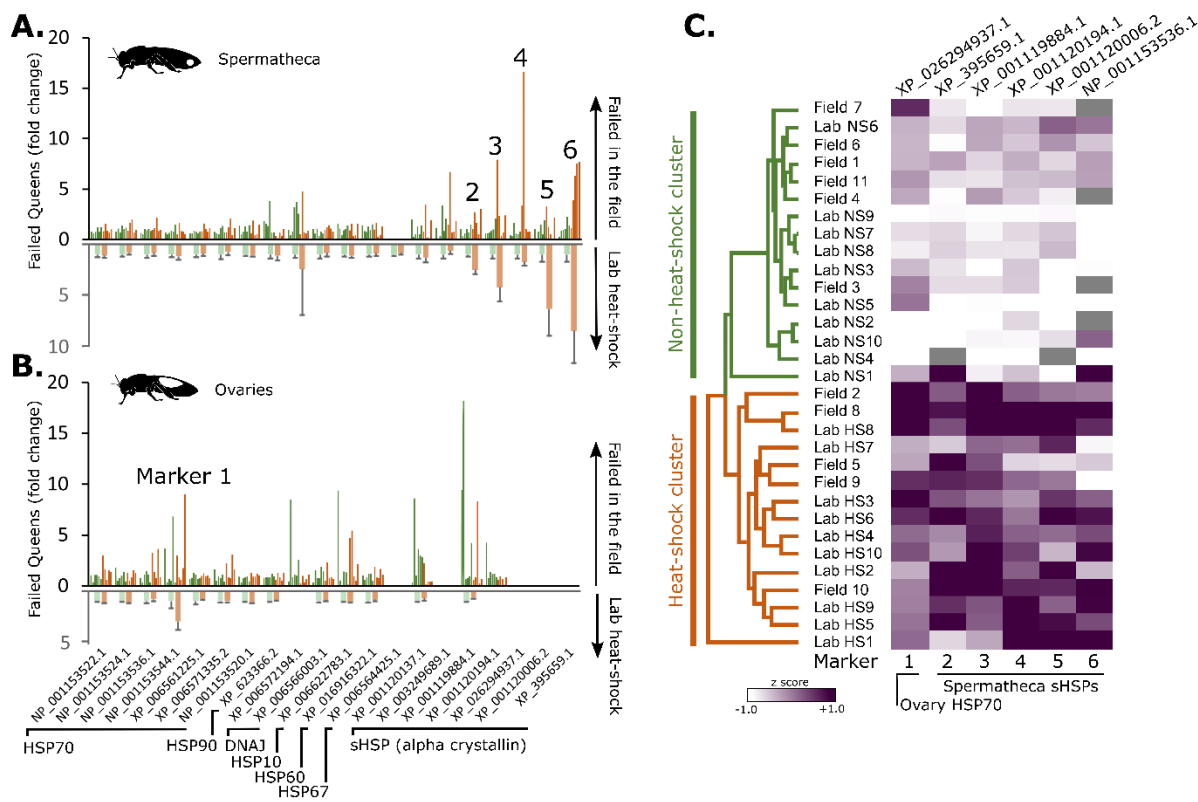 A.
20
15
10
5
0
5
10
Failed Queens (fold change)
Spermatheca
2
3
4
5
6
Failed in the field
Lab heat-shock
B.
20
15
10
5
0
5
Failed Queens (fold change)
Ovaries
Marker 1
Failed in the field
Lab heat-shock
NP_001153522.1
NP_001153524.1
NP_001153536.1
NP_001153544.1
XP_006561225.1
XP_006571335.2
NP_001153520.1
XP_623366.2
XP_006572194.1
XP_006566003.1
XP_006622783.1
XP_016916322.1
XP_006564425.1
XP_001120137.1
XP_003249689.1
XP_001119884.1
XP_001120194.1
XP_026294937.1
XP_001120006.2
XP_395659.1
HSP70
HSP90
DNAJ
HSP10
HSP60
HSP67
sHSP (alpha crystallin)
C.
XP_026294937.1
XP_395659.1
XP_001119884.1
XP_001120194.1
XP_001120006.2
NP_001153536.1
Non-heat-shock cluster
Heat-shock cluster
Field 7
Lab NS6
Field 6
Field 1
Field 11
Field 4
Lab NS9
Lab NS7
Lab NS8
Lab NS3
Field 3
Lab NS5
Lab NS2
Lab NS10
Lab NS4
Lab NS1
Field 2
Field 8
Lab HS8
Lab HS7
Field 5
Field 9
Lab HS3
Lab HS6
Lab HS4
Lab HS10
Lab HS2
Field 10
Lab HS9
Lab HS5
Lab HS1
Marker 1 2 3 4 5 6
z score
-1.0 +1.0
Spermatheca sHSPs
Ovary HSP70